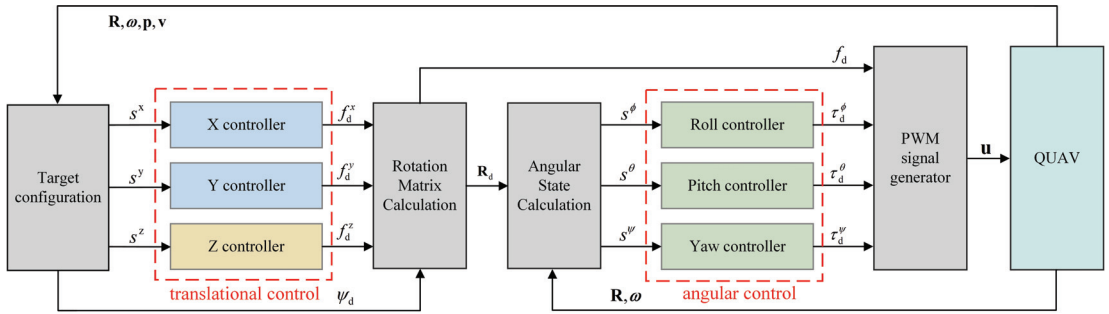 R, ω, p, v
Target
configuration
s^x
s^y
s^z
X controller
Y controller
Z controller
translational control
f_d^x
f_d^y
f_d^z
ψ_d
Rotation
Matrix
Calculation
R_d
Angular
State
Calculation
s^ϕ
s^θ
s^ψ
Roll controller
Pitch controller
Yaw controller
angular control
R, ω
τ_d^ϕ
τ_d^θ
τ_d^ψ
f_d
PWM
signal
generator
u
QUAV